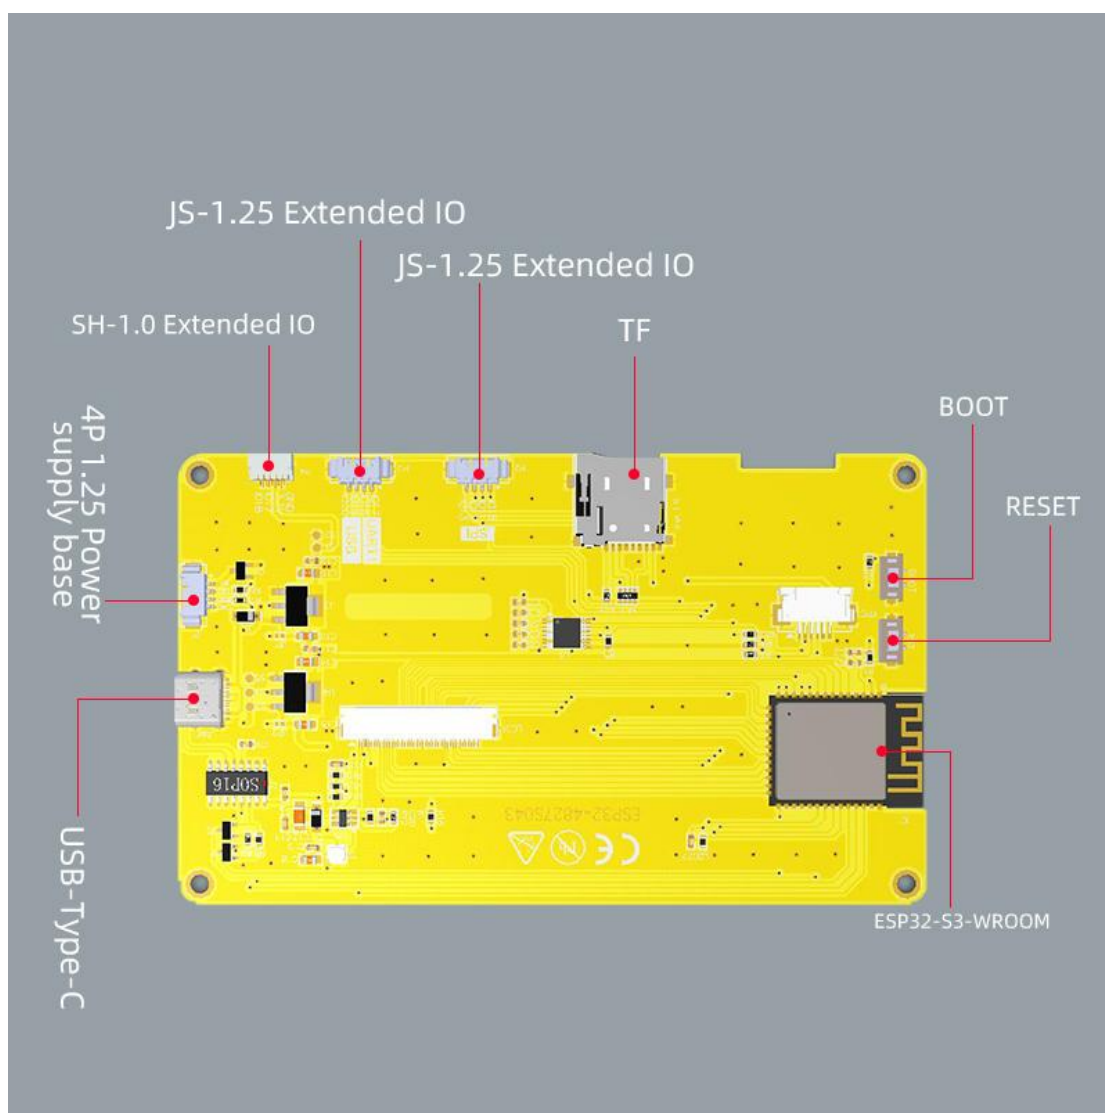 JS-1.25 Extended IO
JS-1.25 Extended IO
SH-1.0 Extended IO
TF
BOOT
4P 1.25 Power
supply base
RESET
SOP16
ESP32-4827S043
CE
USB-Type-C
ESP32-S3-WROOM